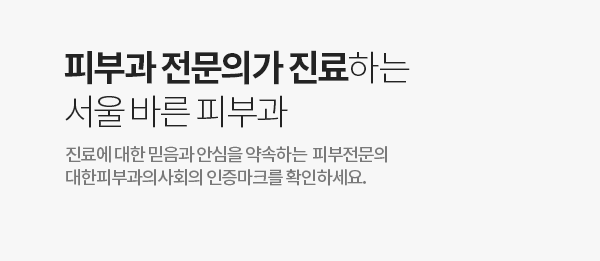 피부과 전문의가 진료하는
서울 바른 피부과
진료에 대한 믿음과 안심을 약속하는 피부전문의
대한피부과의사회의 인증마크를 확인하세요.